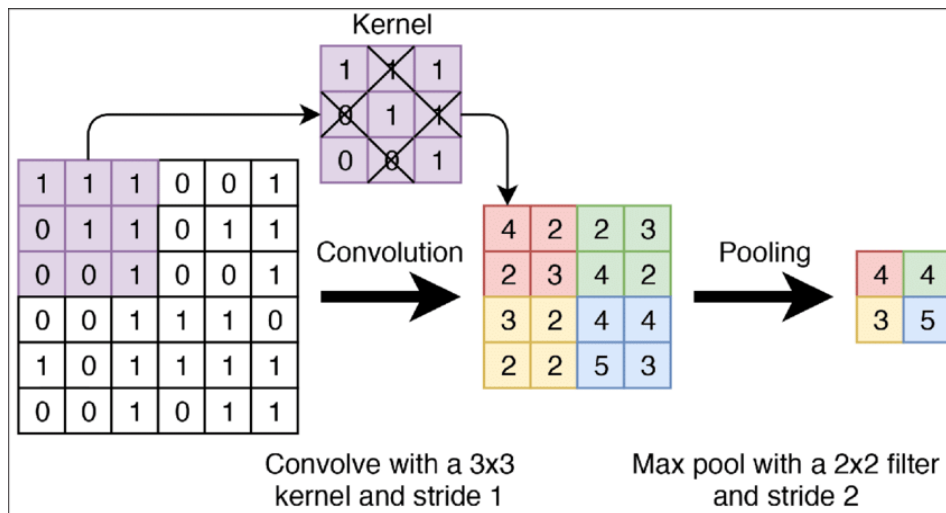 Kernel
1 1 1
0 1 1
0 0 1
1 1 1 0 0 1
0 1 1 0 1 1
0 0 1 0 0 1
0 0 1 1 1 0
1 0 1 1 1 1
0 0 1 0 1 1
Convolution
4 2 2 3
2 3 4 2
3 2 4 4
2 2 5 3
Pooling
4 4
3 5
Convolve with a 3x3
kernel and stride 1
Max pool with a 2x2 filter
and stride 2